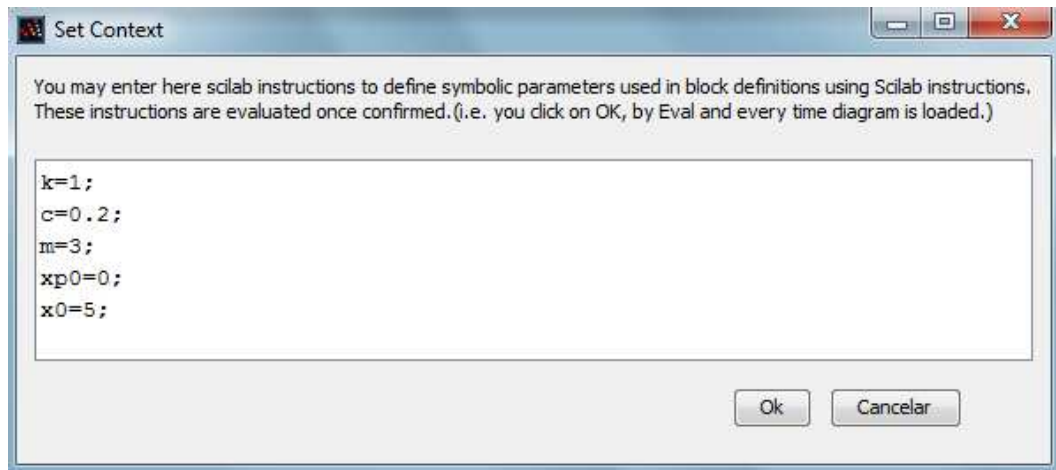 Set Context
You may enter here scilab instructions to define symbolic parameters used in block definitions using Scilab instructions.
These instructions are evaluated once confirmed.(i.e. you click on OK, by Eval and every time diagram is loaded.)
k=1;
c=0.2;
m=3;
xp0=0;
x0=5;
Ok Cancelar